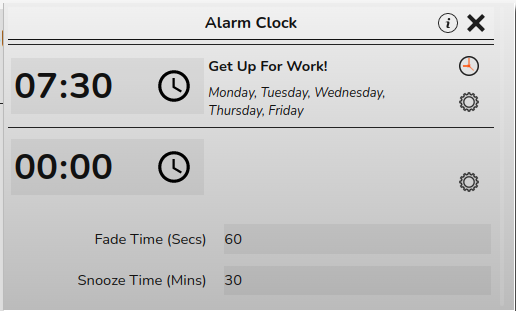 Alarm Clock
07:30
Get Up For Work!
Monday, Tuesday, Wednesday,
Thursday, Friday
00:00
Fade Time (Secs) 60
Snooze Time (Mins) 30